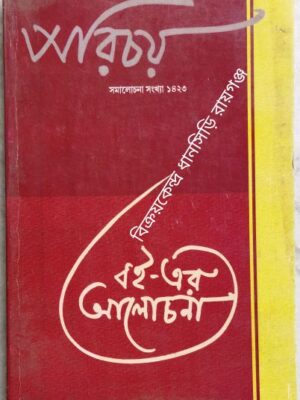 পরিচয়
সমালোচনা সংখ্যা ১৪২৩
বিক্রয়কেন্দ্র ধানসিড়ি রায়গঞ্জ
বই-এর
আলোচনা